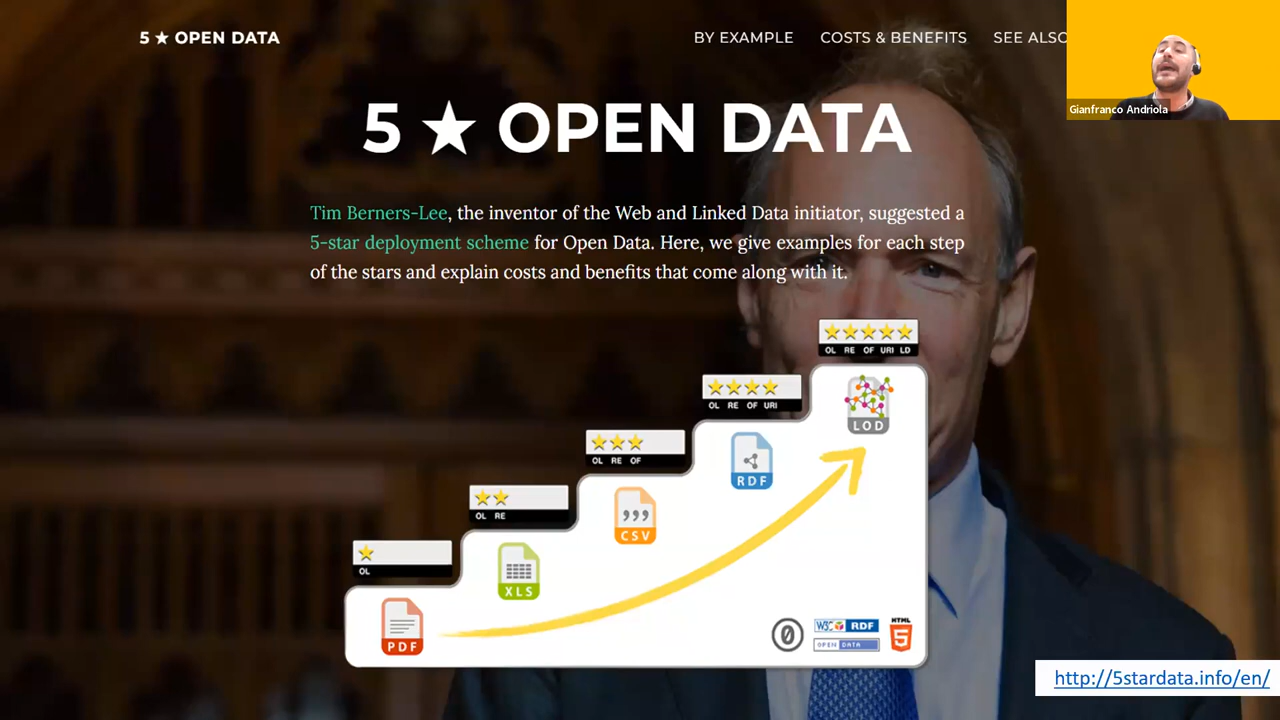 5 ★ OPEN DATA
BY EXAMPLE
COSTS & BENEFITS
SEE ALSO
Gianfranco Andriola
5 ★ OPEN DATA
Tim Berners-Lee, the inventor of the Web and Linked Data initiator, suggested a
5-star deployment scheme for Open Data. Here, we give examples for each step
of the stars and explain costs and benefits that come along with it.
OL RE OF URI LD
LOD
OL RE OF URI
RDF
OL RE OF
CSV
OL RE
XLS
OL
PDF
0
W3C RDF
OPEN DATA
HTML
5
http://5stardata.info/en/